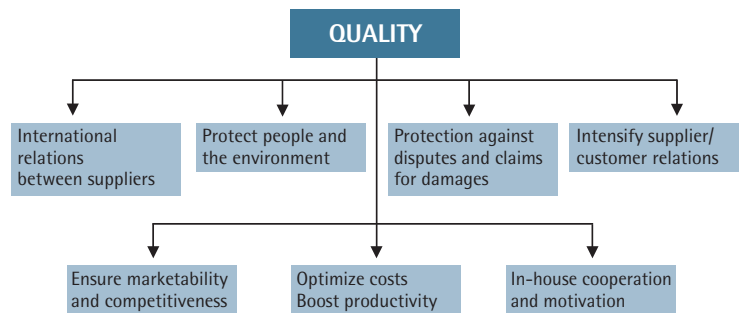 QUALITY
International
relations
between suppliers
Protect people and
the environment
Protection against
disputes and claims
for damages
Intensify supplier/
customer relations
Ensure marketability
and competitiveness
Optimize costs
Boost productivity
In-house cooperation
and motivation